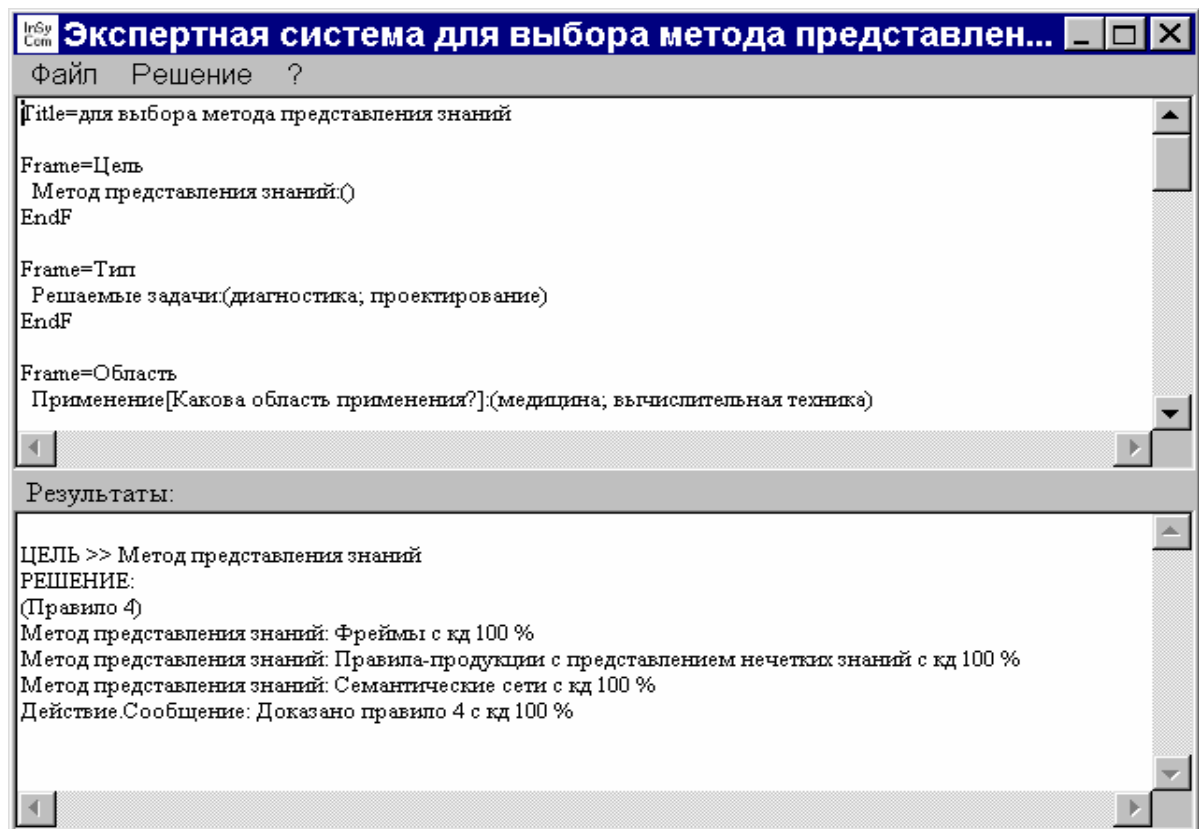 InSy Com Экспертная система для выбора метода представлен...
Файл Решение ?
Title=для выбора метода представления знаний
Frame=Цель
Метод представления знаний:()
EndF
Frame=Тип
Решаемые задачи:(диагностика; проектирование)
EndF
Frame=Область
Применение[Какова область применения?]:(медицина; вычислительная техника)
Результаты:
ЦЕЛЬ >> Метод представления знаний
РЕШЕНИЕ:
(Правило 4)
Метод представления знаний: Фреймы с кд 100 %
Метод представления знаний: Правила-продукции с представлением нечетких знаний с кд 100 %
Метод представления знаний: Семантические сети с кд 100 %
Действие.Сообщение: Доказано правило 4 с кд 100 %